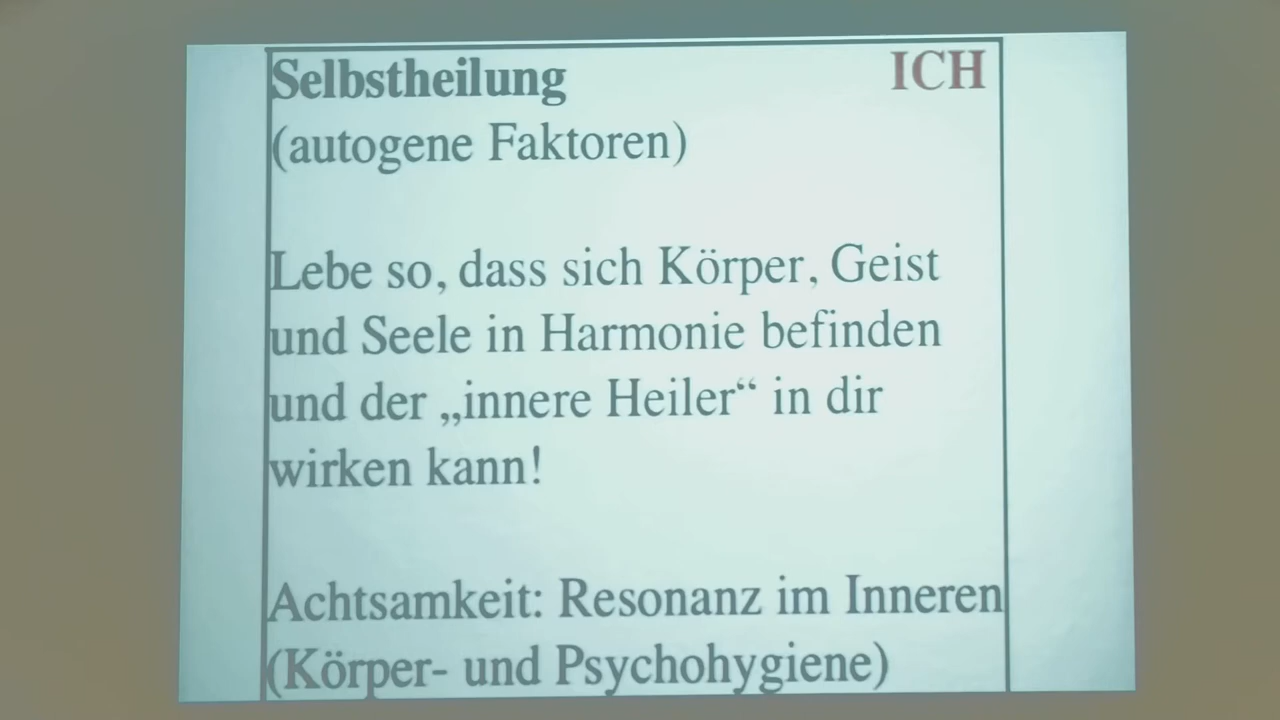 Selbstheilung ICH
(autogene Faktoren)
Lebe so, dass sich Körper, Geist
und Seele in Harmonie befinden
und der „innere Heiler“ in dir
wirken kann!
Achtsamkeit: Resonanz im Inneren
(Körper- und Psychohygiene)